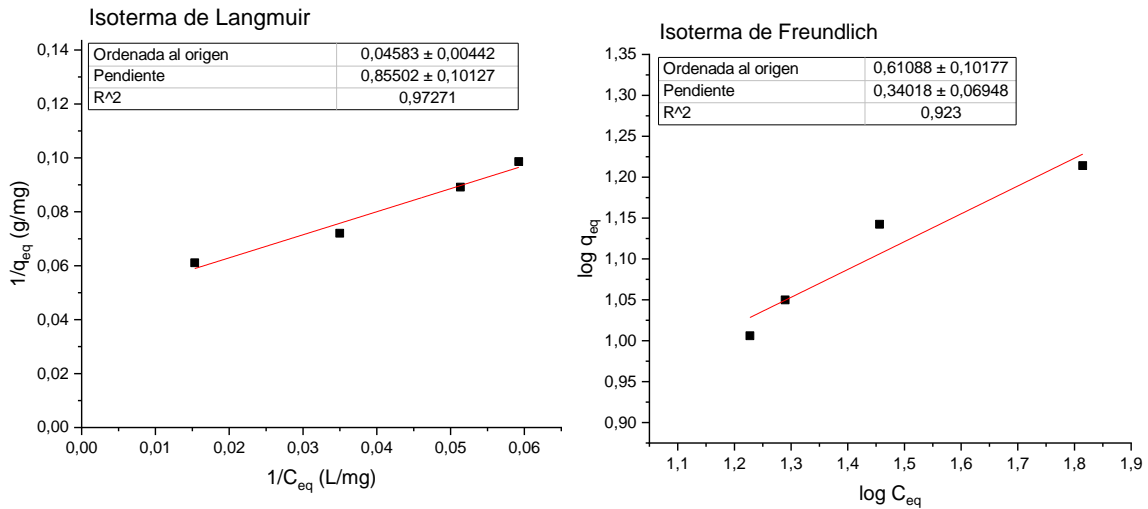 Isoterma de Langmuir
Ordenada al origen 0,04583 ± 0,00442
Pendiente 0,85502 ± 0,10127
R^2 0,97271
0,14
0,12
0,10
0,08
0,06
0,04
0,02
0,00
1/q_eq (g/mg)
0,00 0,01 0,02 0,03 0,04 0,05 0,06
1/C_eq (L/mg)
Isoterma de Freundlich
Ordenada al origen 0,61088 ± 0,10177
Pendiente 0,34018 ± 0,06948
R^2 0,923
1,35
1,30
1,25
1,20
1,15
1,10
1,05
1,00
0,95
0,90
log q_eq
1,1 1,2 1,3 1,4 1,5 1,6 1,7 1,8 1,9
log C_eq